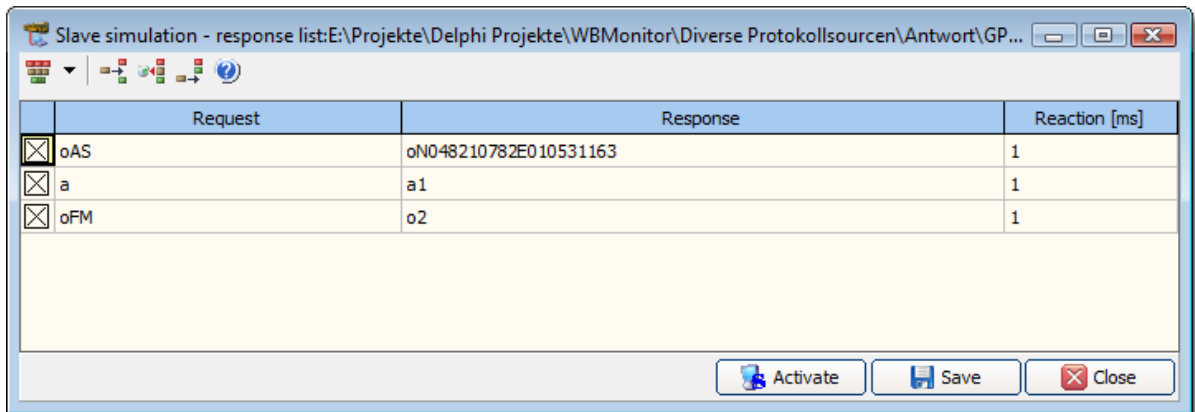 Slave simulation - response list:E:\Projekte\Delphi Projekte\WBMonitor\Diverse Protokollsourcen\Antwort\GP...
Request Response Reaction [ms]
oAS oN048210782E010531163 1
a a1 1
oFM o2 1
Activate Save Close